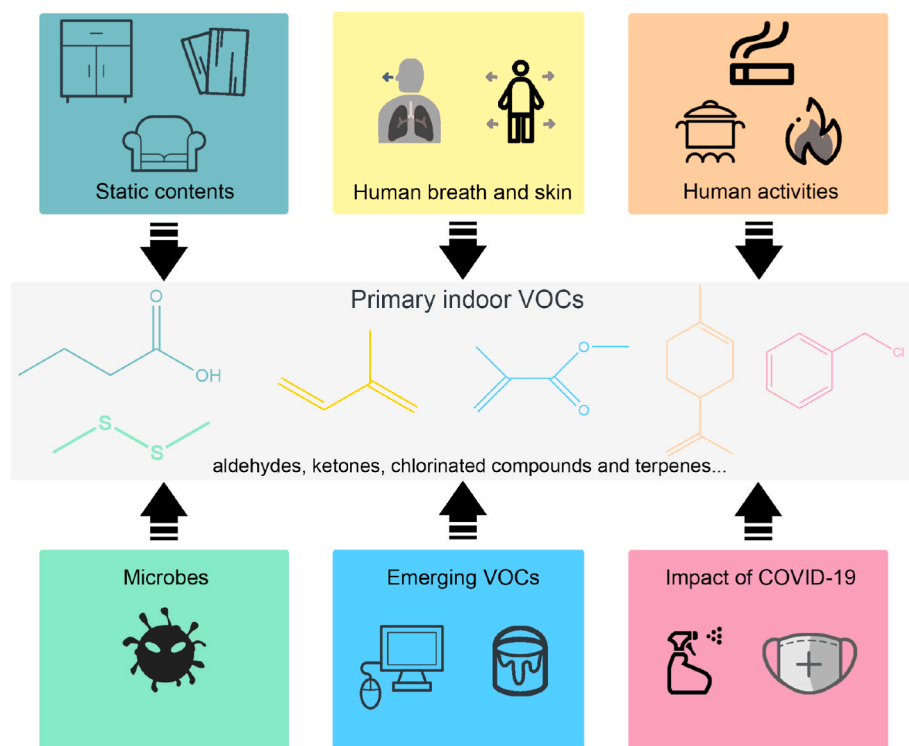 Static contents
Human breath and skin
Human activities
Primary indoor VOCs
O
OH
S
S
O
O
Cl
aldehydes, ketones, chlorinated compounds and terpenes...
Microbes
Emerging VOCs
Impact of COVID-19